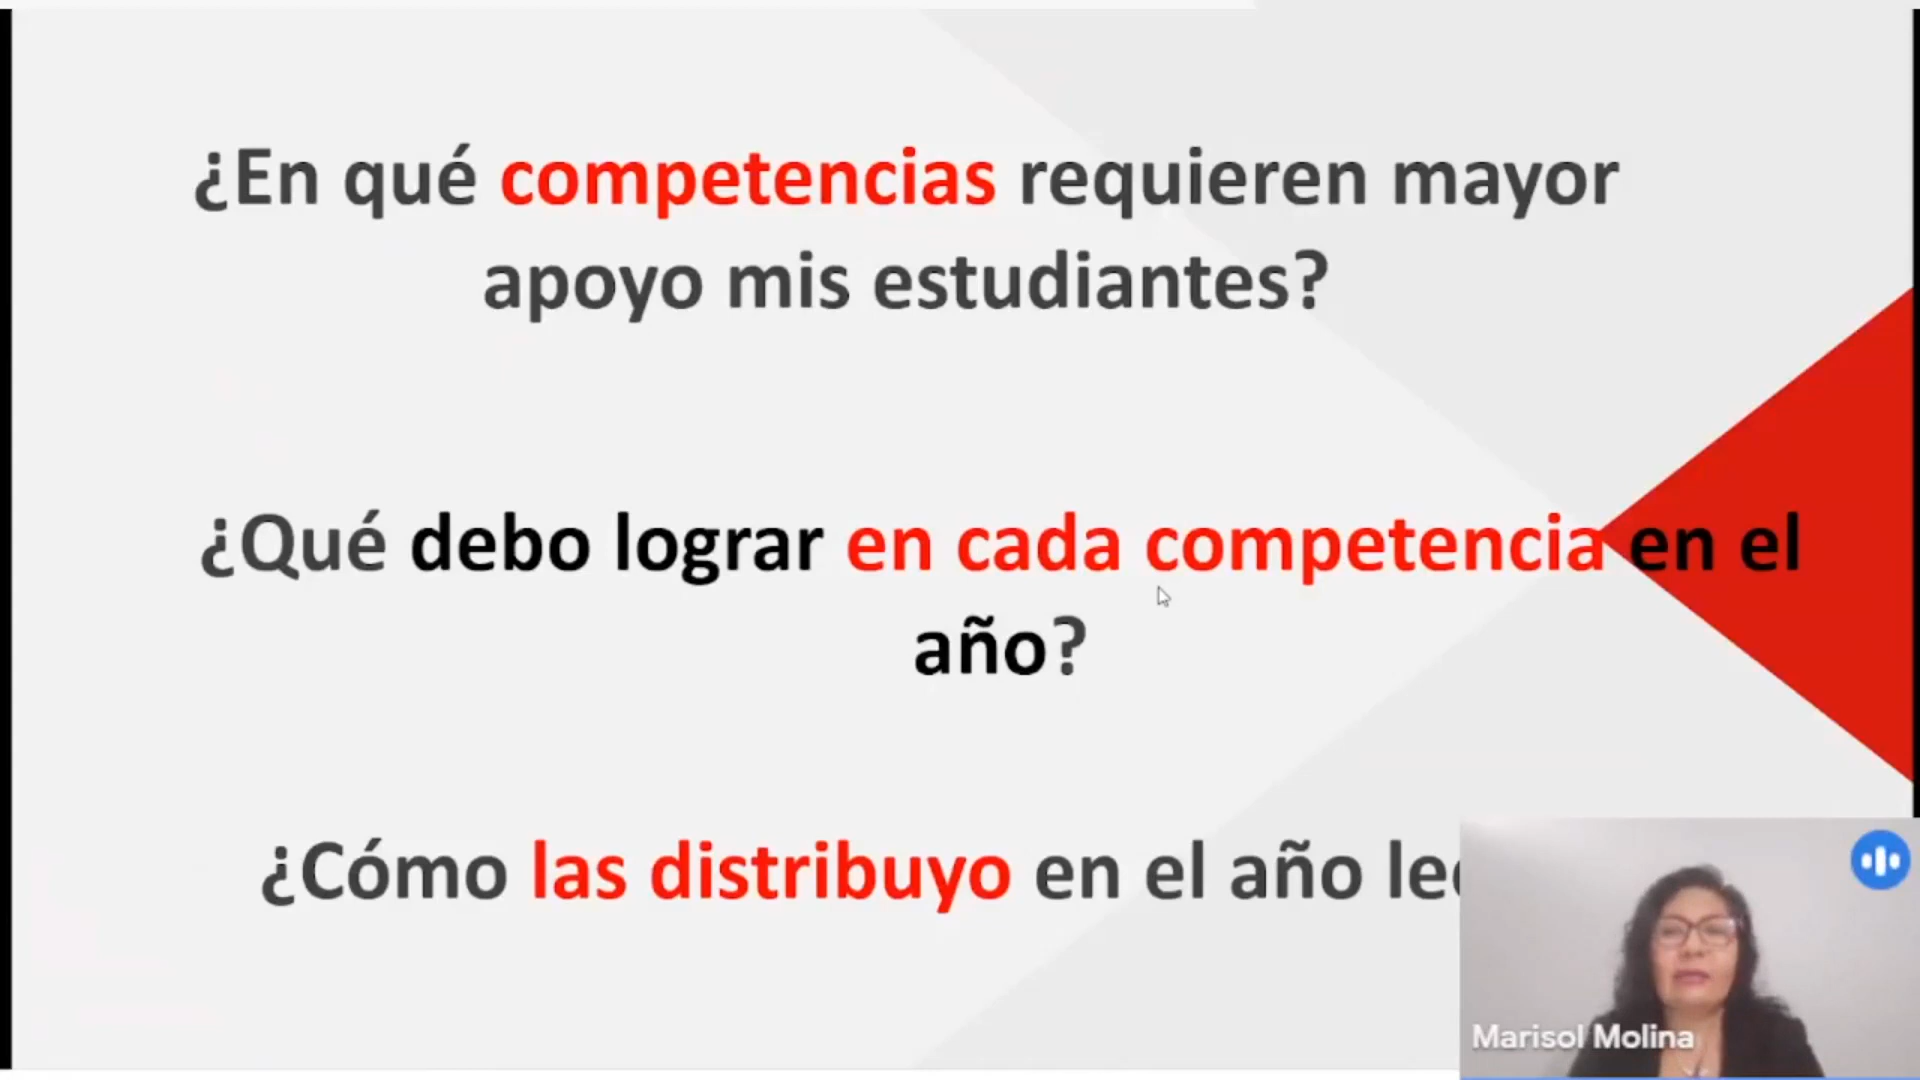 ¿En qué competencias requieren mayor
apoyo mis estudiantes?
¿Qué debo lograr en cada competencia en el
año?
¿Cómo las distribuyo en el año
Marisol Molina